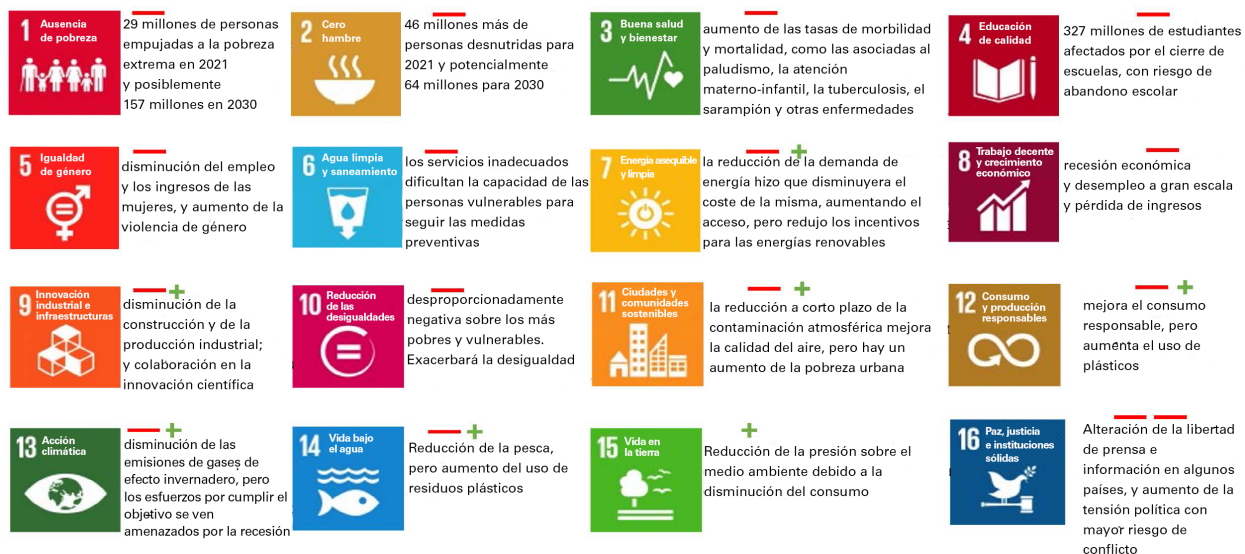 1 Ausencia
de pobreza
29 millones de personas
empujadas a la pobreza
extrema en 2021
y posiblemente
157 millones en 2030
2 Cero
hambre
46 millones más de
personas desnutridas para
2021 y potencialmente
64 millones para 2030
3 Buena salud
y bienestar
aumento de las tasas de morbilidad
y mortalidad, como las asociadas al
paludismo, la atención
materno-infantil, la tuberculosis, el
sarampión y otras enfermedades
4 Educación
de calidad
327 millones de estudiantes
afectados por el cierre de
escuelas, con riesgo de
abandono escolar
5 Igualdad
de género
disminución del empleo
y los ingresos de las
mujeres, y aumento de la
violencia de género
6 Agua limpia
y saneamiento
los servicios inadecuados
dificultan la capacidad de las
personas vulnerables para
seguir las medidas
preventivas
7 Energía asequible
y limpia
la reducción de la demanda de
energía hizo que disminuyera el
coste de la misma, aumentando el
acceso, pero redujo los incentivos
para las energías renovables
8 Trabajo decente
y crecimiento
económico
recesión económica
y desempleo a gran escala
y pérdida de ingresos
9 Innovación
industrial e
infraestructuras
disminución de la
construcción y de la
producción industrial;
y colaboración en la
innovación científica
10 Reducción
de las
desigualdades
desproporcionadamente
negativa sobre los más
pobres y vulnerables.
Exacerbará la desigualdad
11 Ciudades y
comunidades
sostenibles
la reducción a corto plazo de la
contaminación atmosférica mejora
la calidad del aire, pero hay un
aumento de la pobreza urbana
12 Consumo
y producción
responsables
mejora el consumo
responsable, pero
aumenta el uso de
plásticos
13 Acción
climática
disminución de las
emisiones de gases de
efecto invernadero, pero
los esfuerzos por cumplir el
objetivo se ven
amenazados por la recesión
14 Vida bajo
el agua
Reducción de la pesca,
pero aumento del uso de
residuos plásticos
15 Vida en
la tierra
Reducción de la presión sobre el
medio ambiente debido a la
disminución del consumo
16 Paz, justicia
e instituciones
sólidas
Alteración de la libertad
de prensa e
información en algunos
países, y aumento de la
tensión política con
mayor riesgo de
conflicto